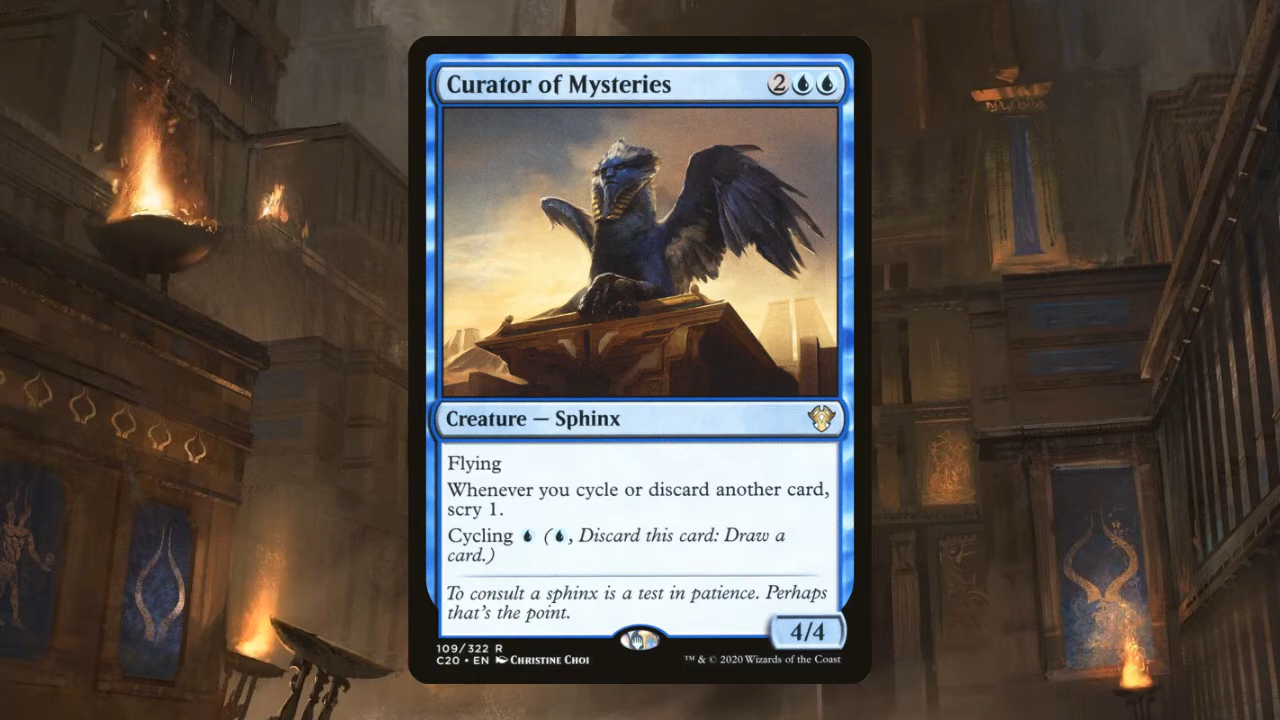 Curator of Mysteries 2
Creature — Sphinx
Flying
Whenever you cycle or discard another card,
scry 1.
Cycling (, Discard this card: Draw a
card.)
To consult a sphinx is a test in patience. Perhaps
that's the point.
4/4
109/322 R
C20 • EN Christine Choi
™ & © 2020 Wizards of the Coast